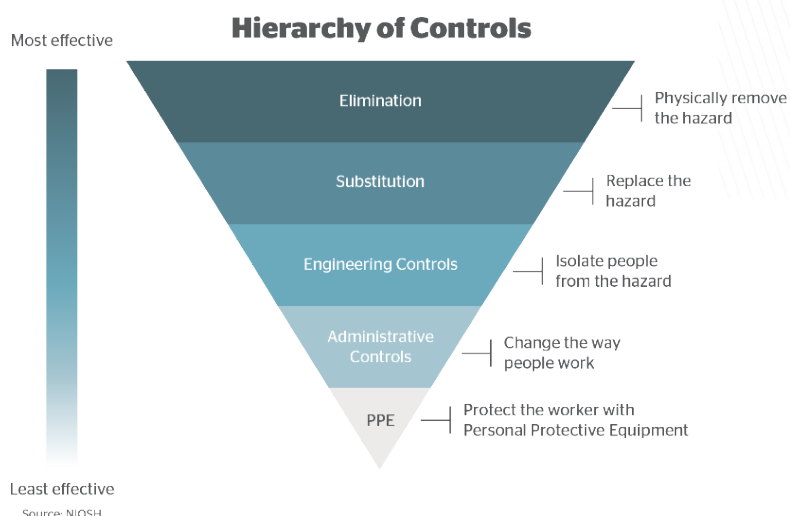 Hierarchy of Controls
Most effective
Elimination
Physically remove
the hazard
Substitution
Replace the
hazard
Engineering Controls
Isolate people
from the hazard
Administrative
Controls
Change the way
people work
PPE
Protect the worker with
Personal Protective Equipment
Least effective
Source: NIOSH